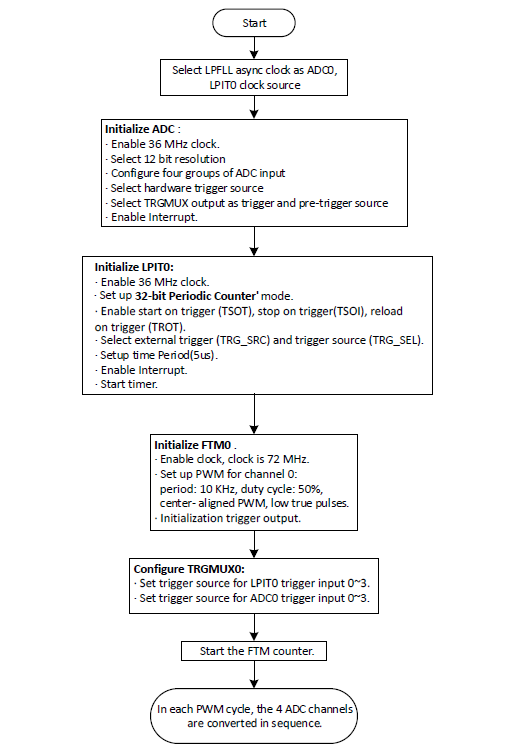 Start
Select LPFLL async clock as ADC0,
LPIT0 clock source
Initialize ADC :
· Enable 36 MHz clock.
· Select 12 bit resolution
· Configure four groups of ADC input
· Select hardware trigger source
· Select TRGMUX output as trigger and pre-trigger source
· Enable Interrupt.
Initialize LPIT0:
· Enable 36 MHz clock.
· Set up 32-bit Periodic Counter' mode.
· Enable start on trigger (TSOT), stop on trigger(TSOI), reload
on trigger (TROT).
· Select external trigger (TRG_SRC) and trigger source (TRG_SEL).
· Setup time Period(5us).
· Enable Interrupt.
· Start timer.
Initialize FTM0 .
· Enable clock, clock is 72 MHz.
· Set up PWM for channel 0:
period: 10 KHz, duty cycle: 50%,
center- aligned PWM, low true pulses.
· Initialization trigger output.
Configure TRGMUX0:
· Set trigger source for LPIT0 trigger input 0~3.
· Set trigger source for ADC0 trigger input 0~3.
Start the FTM counter.
In each PWM cycle, the 4 ADC channels
are converted in sequence.